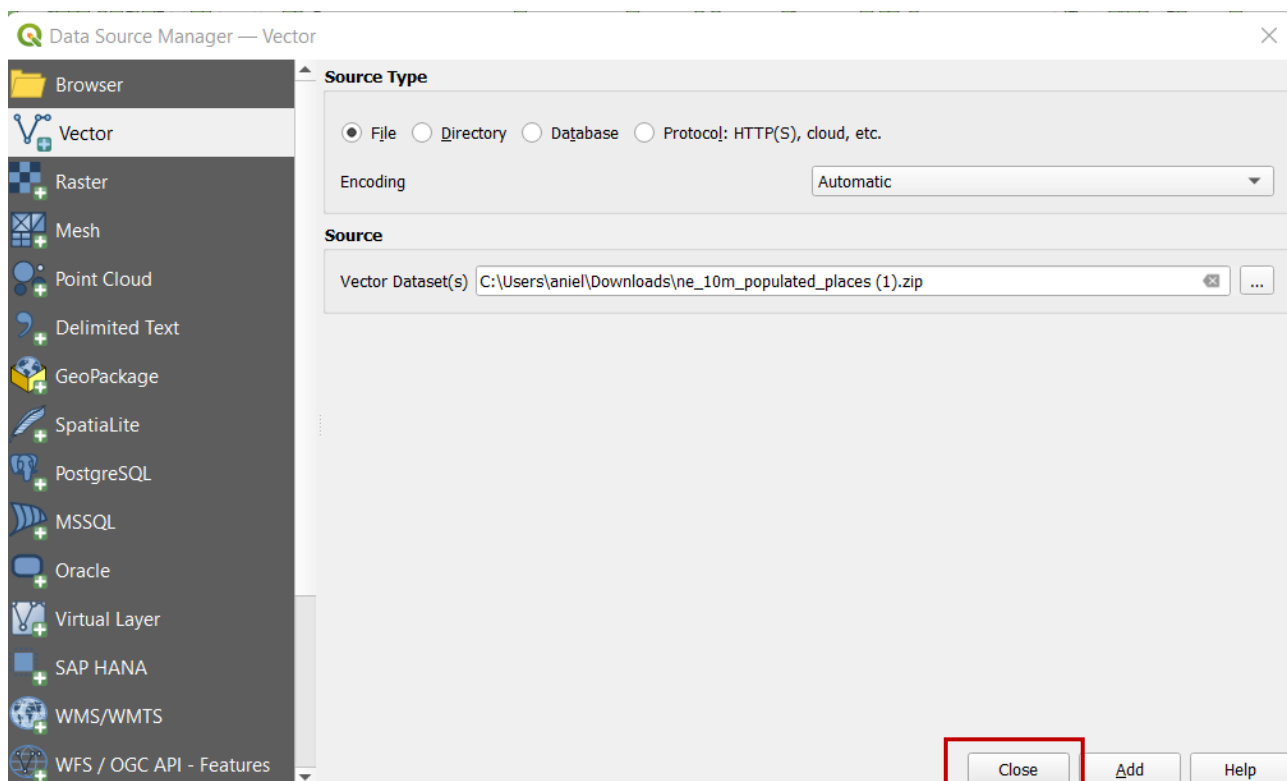 Data Source Manager — Vector
Browser
Vector
Raster
Mesh
Point Cloud
Delimited Text
GeoPackage
SpatiaLite
PostgreSQL
MSSQL
Oracle
Virtual Layer
SAP HANA
WMS/WMTS
WFS / OGC API - Features
Source Type
File Directory Database Protocol: HTTP(S), cloud, etc.
Encoding Automatic
Source
Vector Dataset(s) C:\Users\aniel\Downloads\ne_10m_populated_places (1).zip ...
Close Add Help